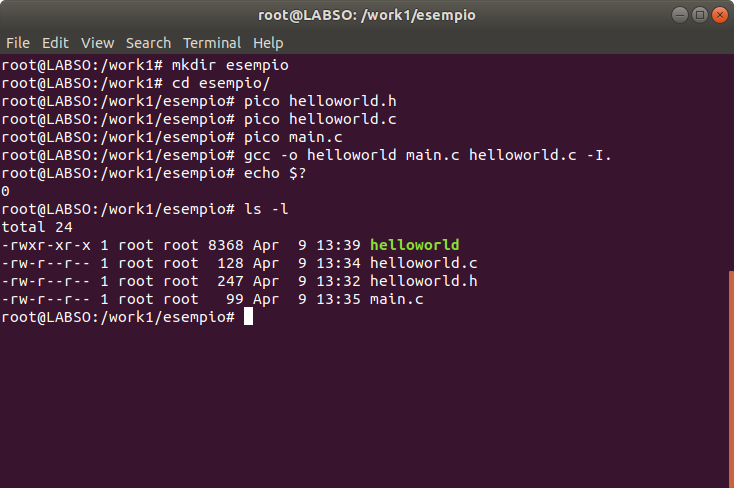 root@LABSO: /work1/esempio
File Edit View Search Terminal Help
root@LABSO:/work1# mkdir esempio
root@LABSO:/work1# cd esempio/
root@LABSO:/work1/esempio# pico helloworld.h
root@LABSO:/work1/esempio# pico helloworld.c
root@LABSO:/work1/esempio# pico main.c
root@LABSO:/work1/esempio# gcc -o helloworld main.c helloworld.c -I.
root@LABSO:/work1/esempio# echo $?
0
root@LABSO:/work1/esempio# ls -l
total 24
-rwxr-xr-x 1 root root 8368 Apr  9 13:39 helloworld
-rw-r--r-- 1 root root  128 Apr  9 13:34 helloworld.c
-rw-r--r-- 1 root root  247 Apr  9 13:32 helloworld.h
-rw-r--r-- 1 root root   99 Apr  9 13:35 main.c
root@LABSO:/work1/esempio#